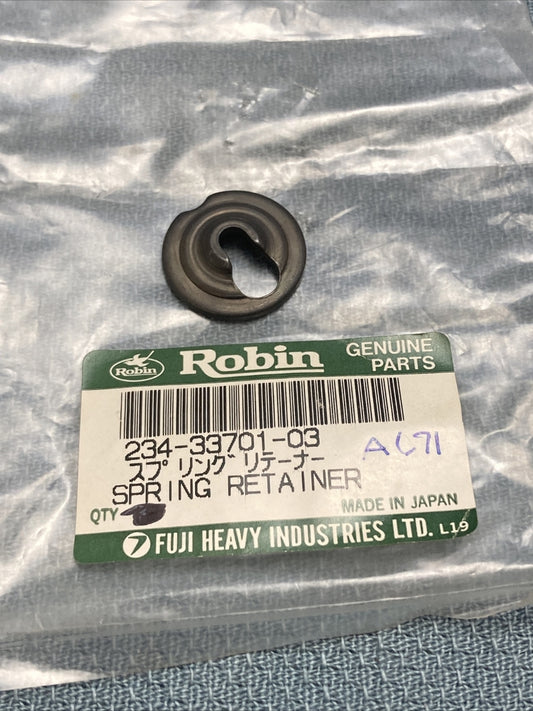 Robin
Robin
GENUINE
PARTS
234-33701-03
スプリングリテーナー
SPRING RETAINER
A671
QTY
MADE IN JAPAN
FUJI HEAVY INDUSTRIES LTD. L19